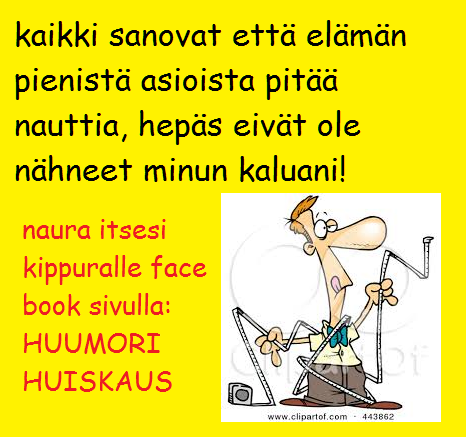 kaikki sanovat että elämän
pienistä asioista pitää
nauttia, hepäs eivät ole
nähneet minun kaluani!
naura itsesi
kippuralle face
book sivulla:
HUUMORI
HUISKAUS
ClipartOf
www.clipartof.com · 443862